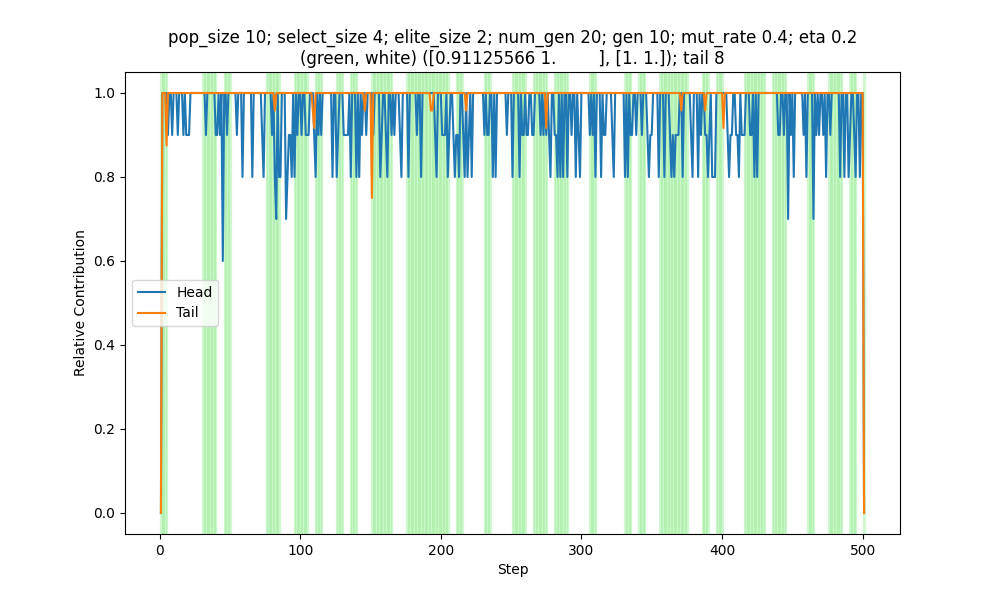 pop_size 10; select_size 4; elite_size 2; num_gen 20; gen 10; mut_rate 0.4; eta 0.2
(green, white) ([0.91125566 1.         ], [1. 1.]); tail 8
1.0
0.8
0.6
0.4
0.2
0.0
Relative Contribution
Head
Tail
0
100
200
300
400
500
Step